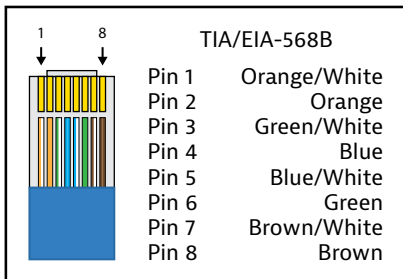 1 8
TIA/EIA-568B
Pin 1 Orange/White
Pin 2 Orange
Pin 3 Green/White
Pin 4 Blue
Pin 5 Blue/White
Pin 6 Green
Pin 7 Brown/White
Pin 8 Brown